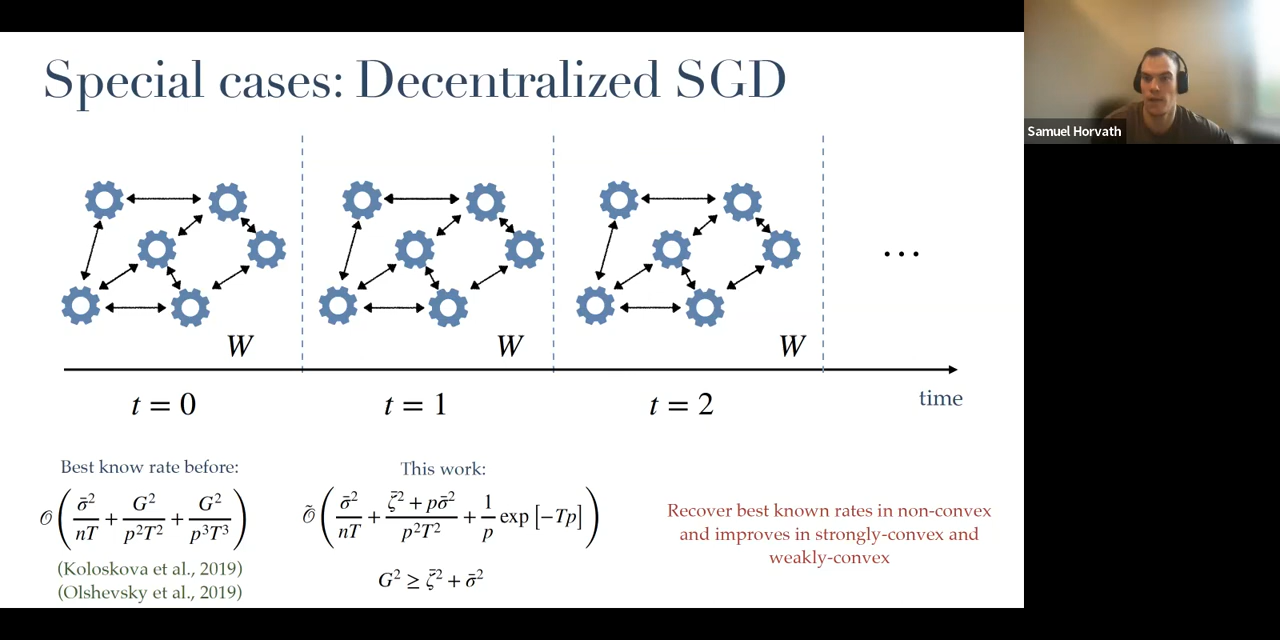 Special cases: Decentralized SGD
Samuel Horvath
W
W
W
...
t = 0
t = 1
t = 2
time
Best know rate before:
This work:
𝒪(σ̄²/nT + G²/p²T² + G²/p³T³)
Õ(σ̄²/nT + (ζ̄² + pσ̄²)/p²T² + 1/p exp [−Tp])
(Koloskova et al., 2019)
(Olshevsky et al., 2019)
G² ≥ ζ̄² + σ̄²
Recover best known rates in non-convex
and improves in strongly-convex and
weakly-convex